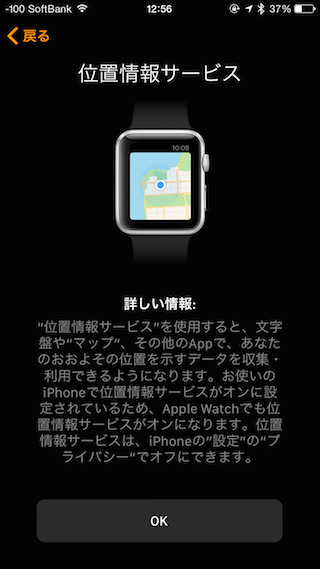 -100 SoftBank 12:56 37%
戻る
位置情報サービス
10:09
詳しい情報:
“位置情報サービス”を使用すると、文字
盤や“マップ”、その他のAppで、あなた
のおおよその位置を示すデータを収集・
利用できるようになります。お使いの
iPhoneで位置情報サービスがオンに設
定されているため、Apple Watchでも位
置情報サービスがオンになります。位置
情報サービスは、iPhoneの“設定”の“プ
ライバシー”でオフにできます。
OK